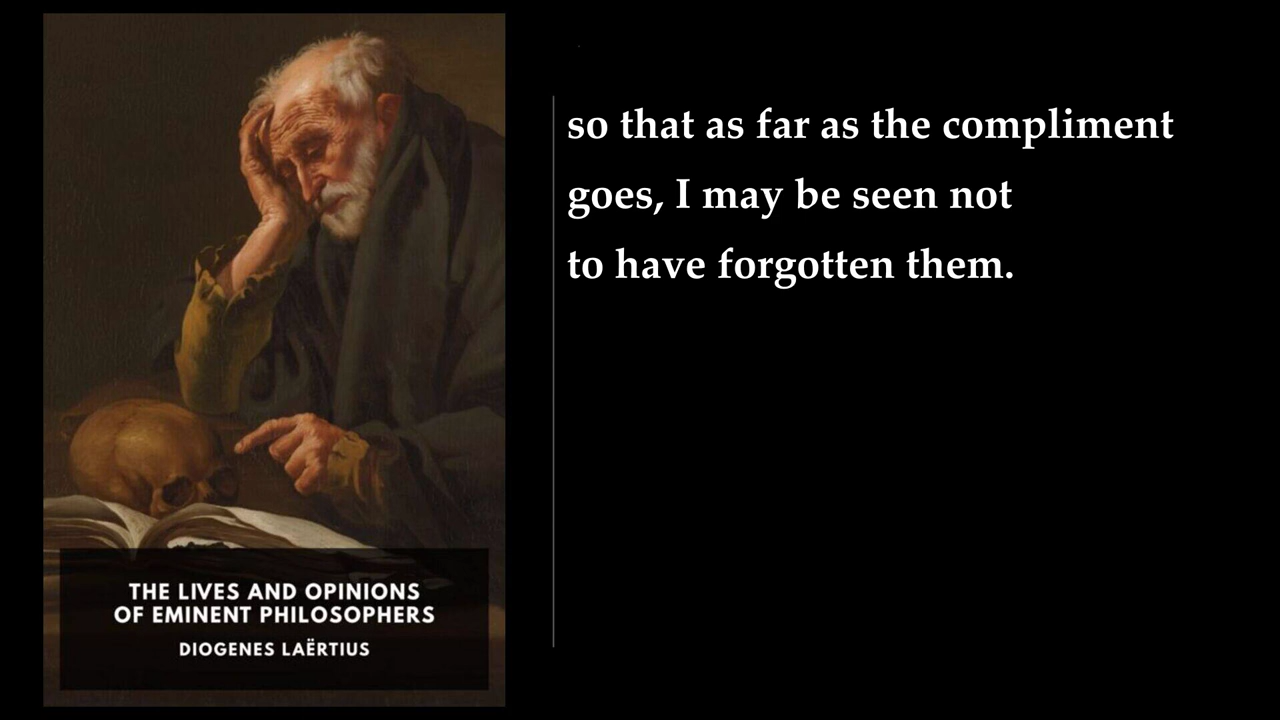 so that as far as the compliment
goes, I may be seen not
to have forgotten them.
THE LIVES AND OPINIONS
OF EMINENT PHILOSOPHERS
DIOGENES LAËRTIUS